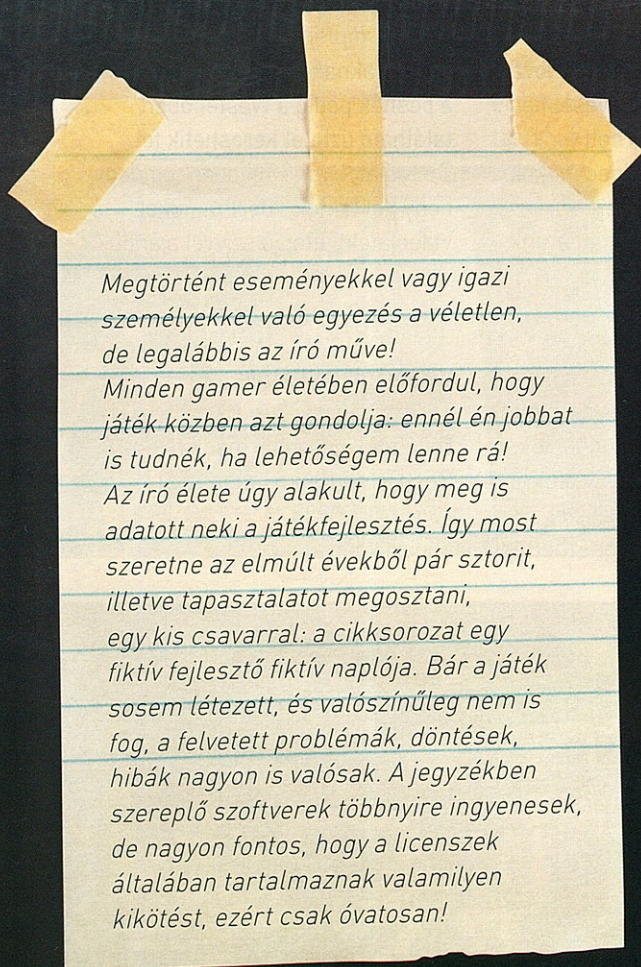 Megtörtént eseményekkel vagy igazi
személyekkel való egyezés a véletlen,
de legalábbis az író műve!
Minden gamer életében előfordul, hogy
játék közben azt gondolja: ennél én jobbat
is tudnék, ha lehetőségem lenne rá!
Az író élete úgy alakult, hogy meg is
adatott neki a játékfejlesztés. Így most
szeretne az elmúlt évekből pár sztorit,
illetve tapasztalatot megosztani,
egy kis csavarral: a cikksorozat egy
fiktív fejlesztő fiktív naplója. Bár a játék
sosem létezett, és valószínűleg nem is
fog, a felvetett problémák, döntések,
hibák nagyon is valósak. A jegyzékben
szereplő szoftverek többnyire ingyenesek,
de nagyon fontos, hogy a licenszek
általában tartalmaznak valamilyen
kikötést, ezért csak óvatosan!